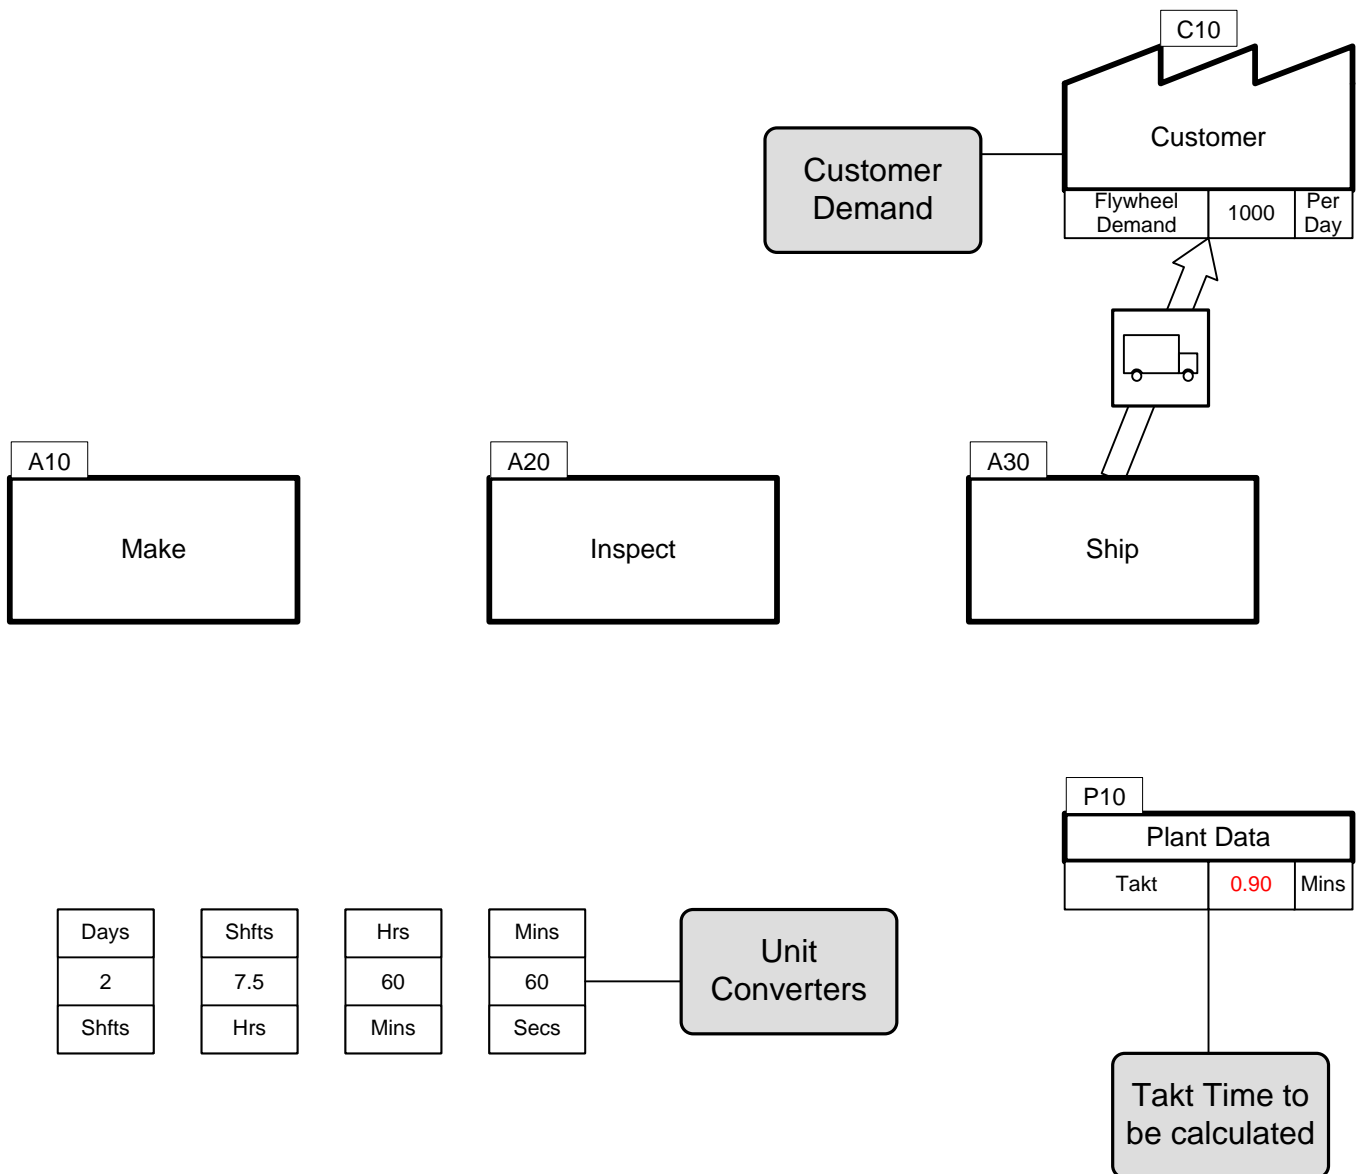 C10
Customer
Customer
Demand
Flywheel
Demand
1000
Per
Day
A10
Make
A20
Inspect
A30
Ship
P10
Plant Data
Takt
0.90
Mins
Days
2
Shfts
Shfts
7.5
Hrs
Hrs
60
Mins
Mins
60
Secs
Unit
Converters
Takt Time to
be calculated